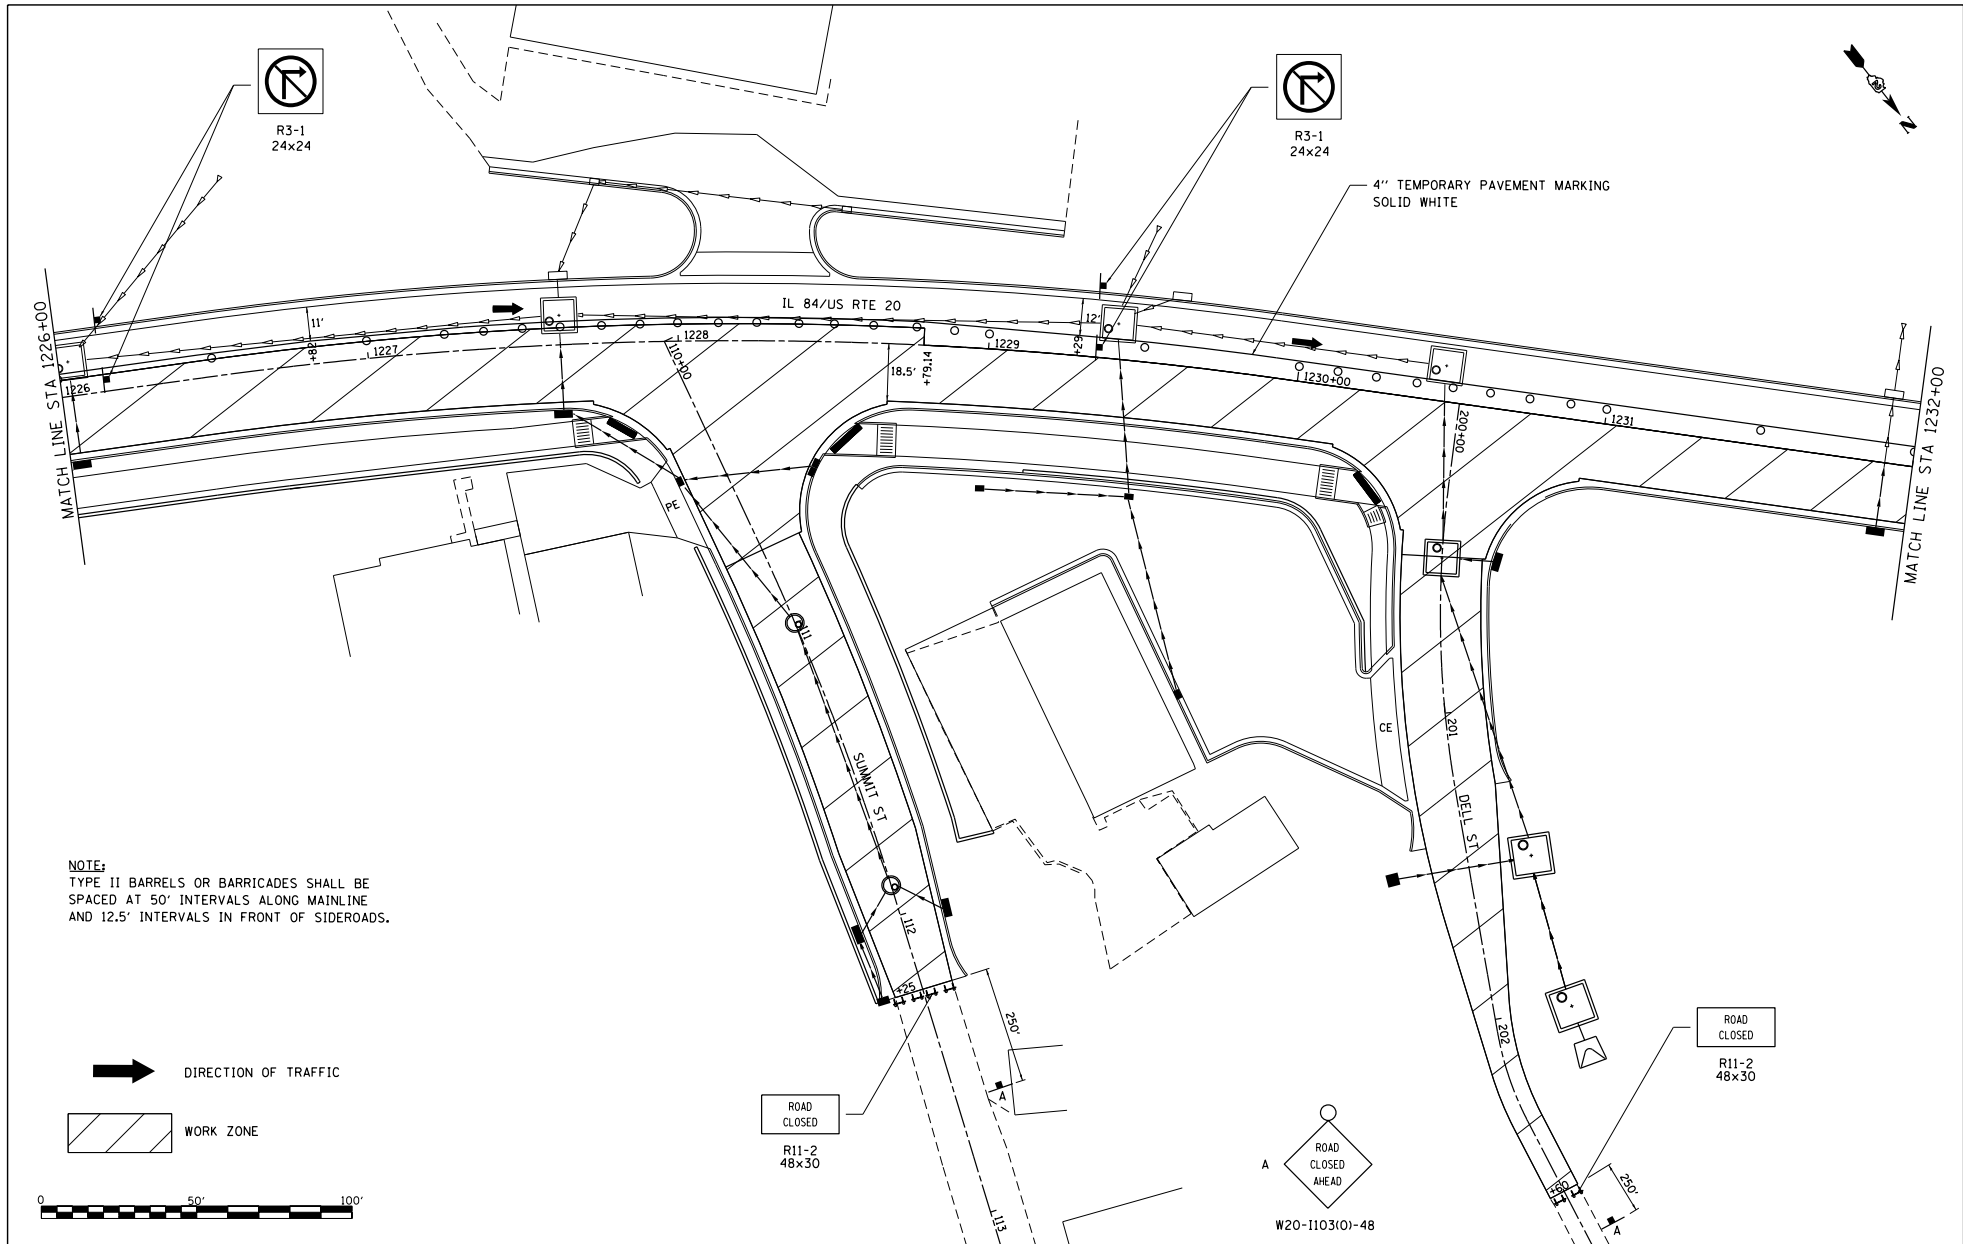 R3-1
24x24
R3-1
24x24
N
4'' TEMPORARY PAVEMENT MARKING
SOLID WHITE
MATCH LINE STA 1226+00
MATCH LINE STA 1232+00
IL 84/US RTE 20
11'
+82
12'
+29
1226
1227
1228
1229
1230+00
1231
110+00
18.5'
+79.14
200+00
PE
111
SUMMIT ST
112
+25
250'
A
113
CE
201
DELL ST
202
+60
250'
A
NOTE:
TYPE II BARRELS OR BARRICADES SHALL BE
SPACED AT 50' INTERVALS ALONG MAINLINE
AND 12.5' INTERVALS IN FRONT OF SIDEROADS.
DIRECTION OF TRAFFIC
WORK ZONE
0 50' 100'
ROAD
CLOSED
R11-2
48x30
A
ROAD
CLOSED
AHEAD
W20-I103(O)-48
ROAD
CLOSED
R11-2
48x30